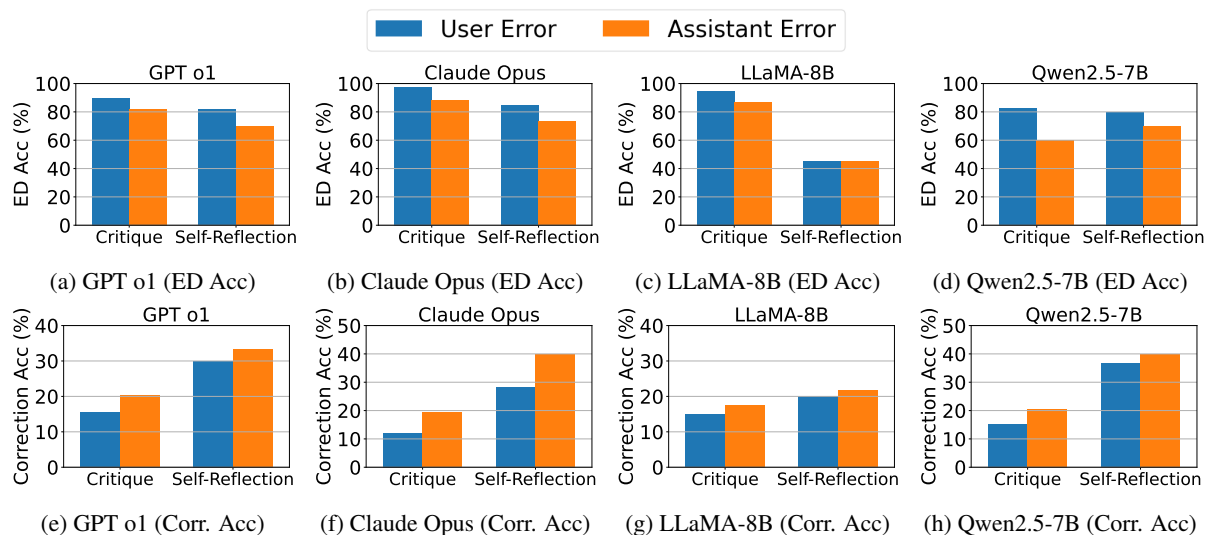 User Error Assistant Error
GPT o1 Claude Opus LLaMA-8B Qwen2.5-7B
ED Acc (%) ED Acc (%) ED Acc (%) ED Acc (%)
100 100 100 100
80 80 80 80
60 60 60 60
40 40 40 40
20 20 20 20
0 0 0 0
Critique Self-Reflection Critique Self-Reflection Critique Self-Reflection Critique Self-Reflection
(a) GPT o1 (ED Acc) (b) Claude Opus (ED Acc) (c) LLaMA-8B (ED Acc) (d) Qwen2.5-7B (ED Acc)
GPT o1 Claude Opus LLaMA-8B Qwen2.5-7B
Correction Acc (%) Correction Acc (%) Correction Acc (%) Correction Acc (%)
40 50 40 50
30 40 30 40
20 30 20 30
10 20 10 20
0 10 0 10
0 0
Critique Self-Reflection Critique Self-Reflection Critique Self-Reflection Critique Self-Reflection
(e) GPT o1 (Corr. Acc) (f) Claude Opus (Corr. Acc) (g) LLaMA-8B (Corr. Acc) (h) Qwen2.5-7B (Corr. Acc)